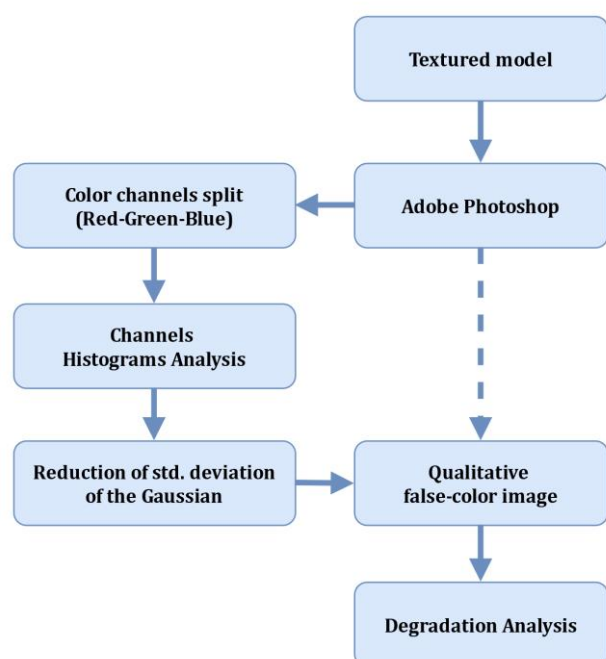 Textured model
Adobe Photoshop
Color channels split
(Red-Green-Blue)
Channels
Histograms Analysis
Reduction of std. deviation
of the Gaussian
Qualitative
false-color image
Degradation Analysis